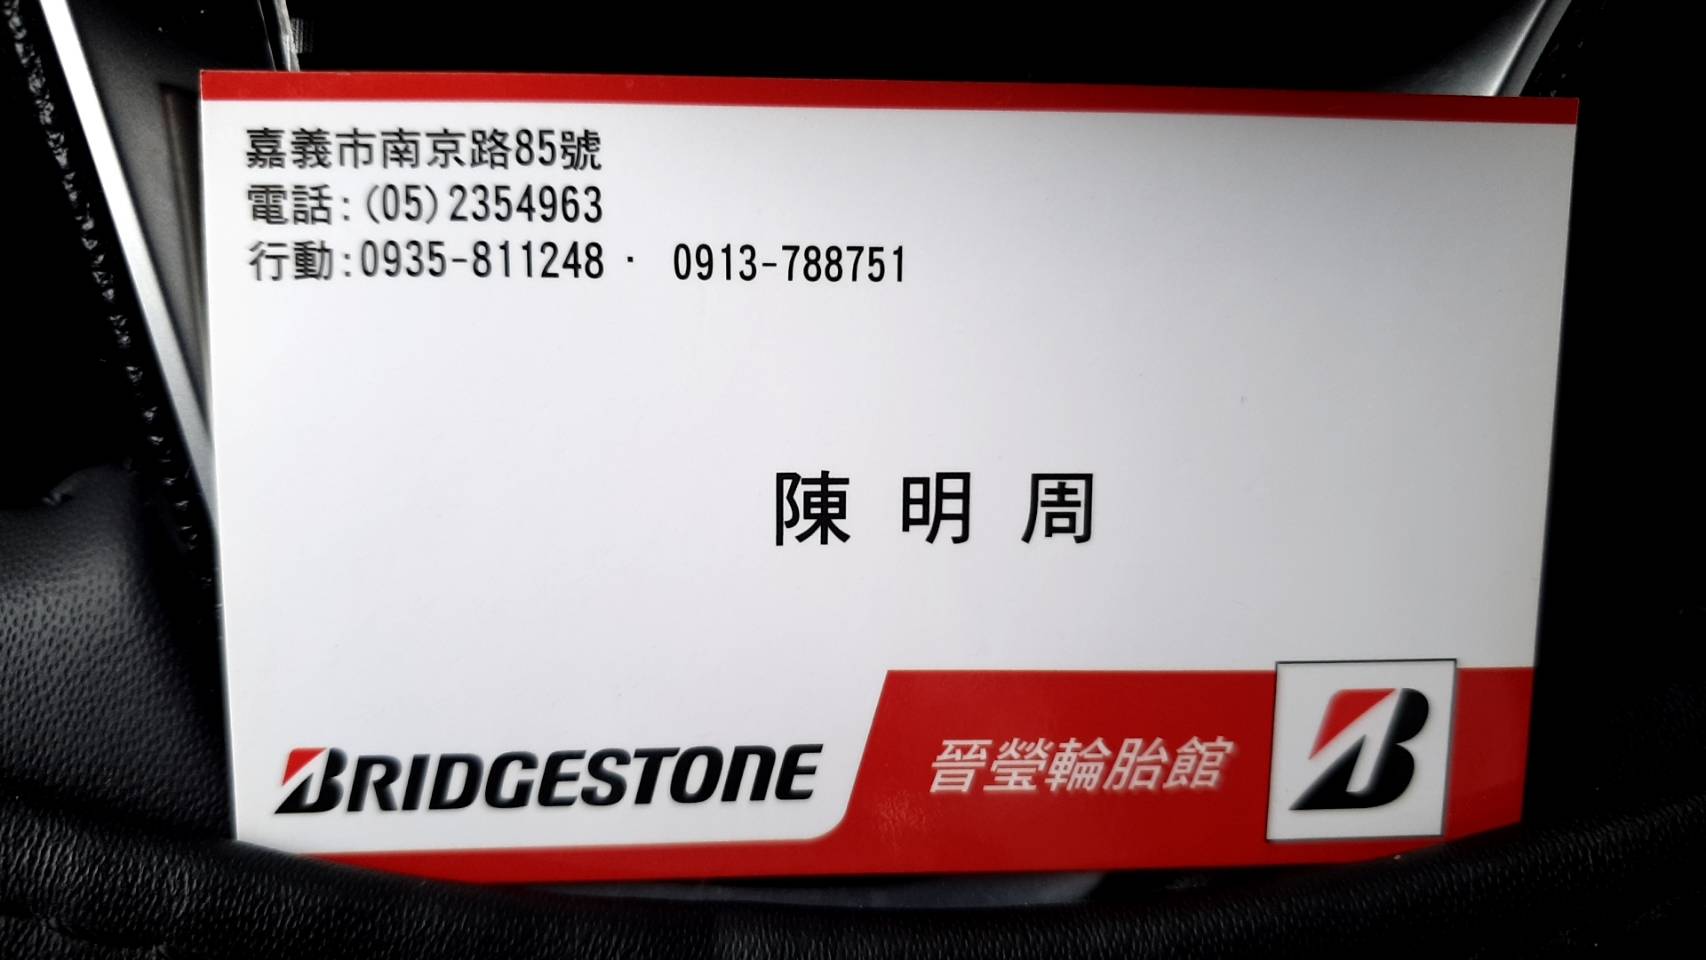 嘉義市南京路85號
電話:(05)2354963
行動:0935-811248 · 0913-788751
陳明周
BRIDGESTONE
晉瑩輪胎館
B